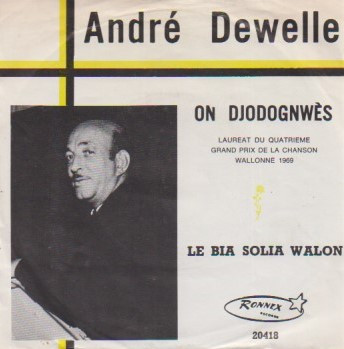 André Dewelle
ON DJODOGNWÈS
LAUREAT DU QUATRIEME
GRAND PRIX DE LA CHANSON
WALLONNE 1969
LE BIA SOLIA WALON
RONNEX
RECORDS
20418